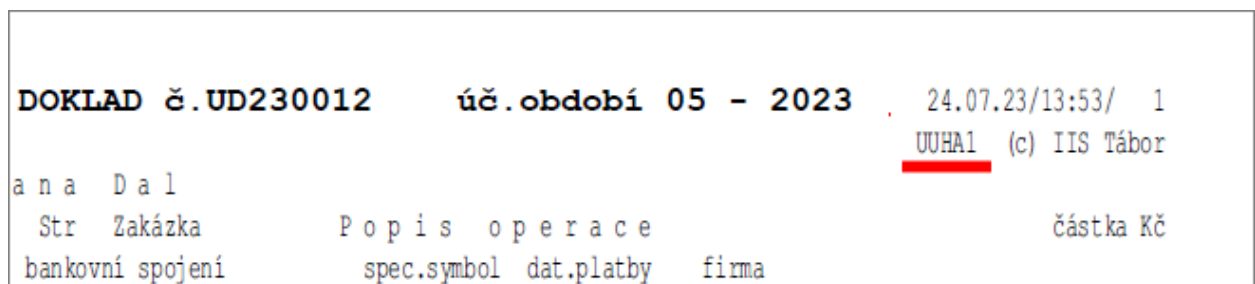 DOKLAD č.UD230012 úč.období 05 - 2023 24.07.23/13:53/ 1
UUHA1 (c) IIS Tábor
a n a D a l
Str Zakázka P o p i s o p e r a c e částka Kč
bankovní spojení spec.symbol dat.platby firma